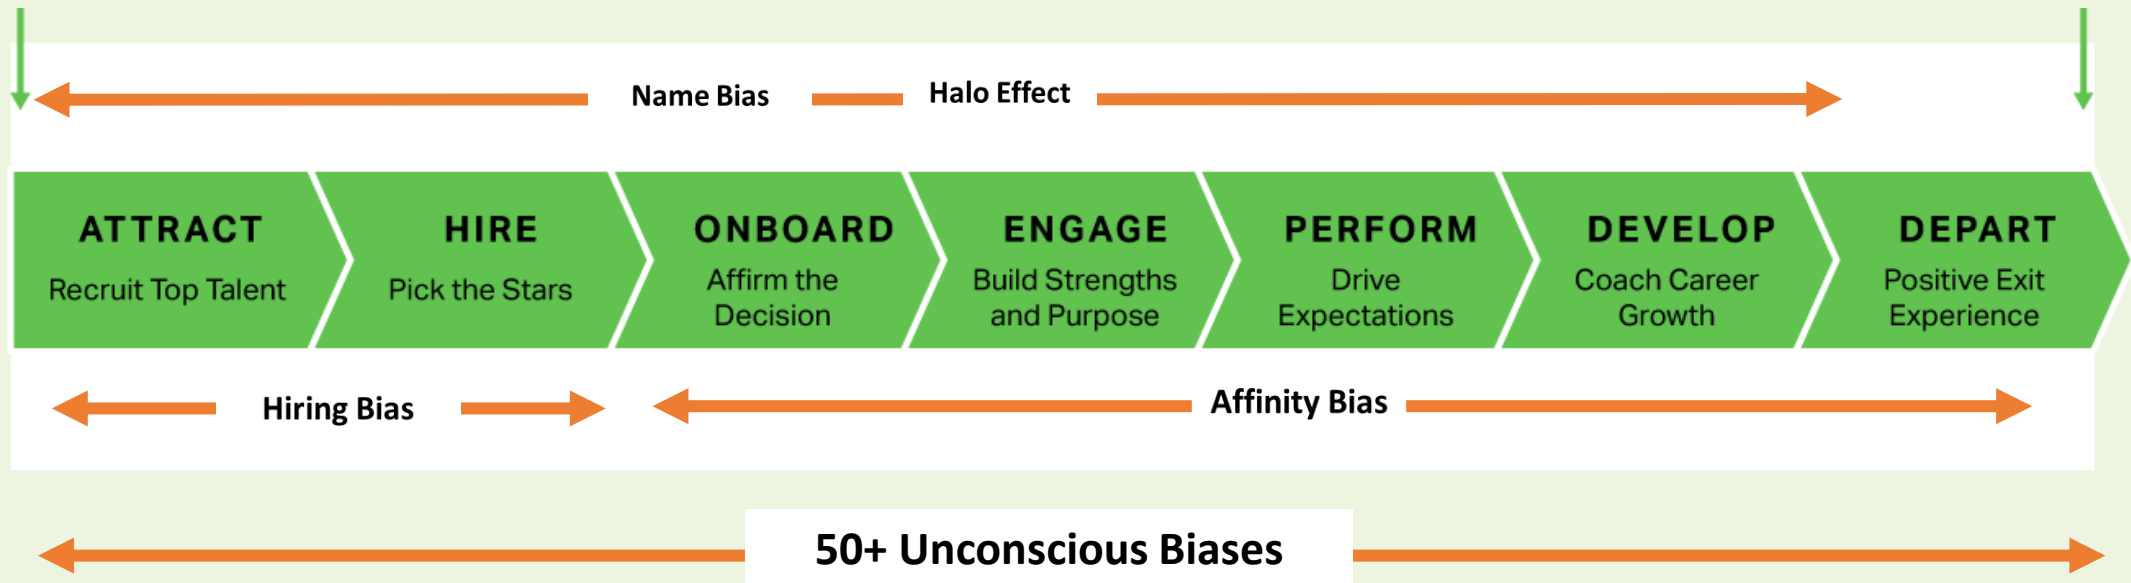 Name Bias
Halo Effect
ATTRACT
Recruit Top Talent
HIRE
Pick the Stars
ONBOARD
Affirm the
Decision
ENGAGE
Build Strengths
and Purpose
PERFORM
Drive
Expectations
DEVELOP
Coach Career
Growth
DEPART
Positive Exit
Experience
Hiring Bias
Affinity Bias
50+ Unconscious Biases